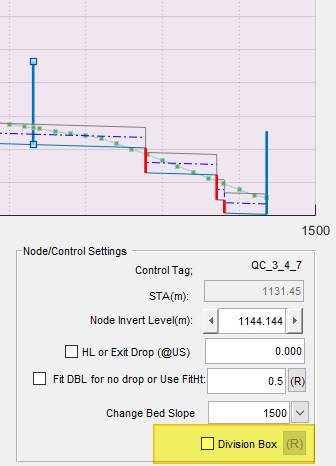 1500
Node/Control Settings
Control Tag; QC_3_4_7
STA(m): 1131.45
Node Invert Level(m): 1144.144
HL or Exit Drop (@US) 0.000
Fit DBL for no drop or Use FitHt: 0.5 (R)
Change Bed Slope 1500
Division Box (R)